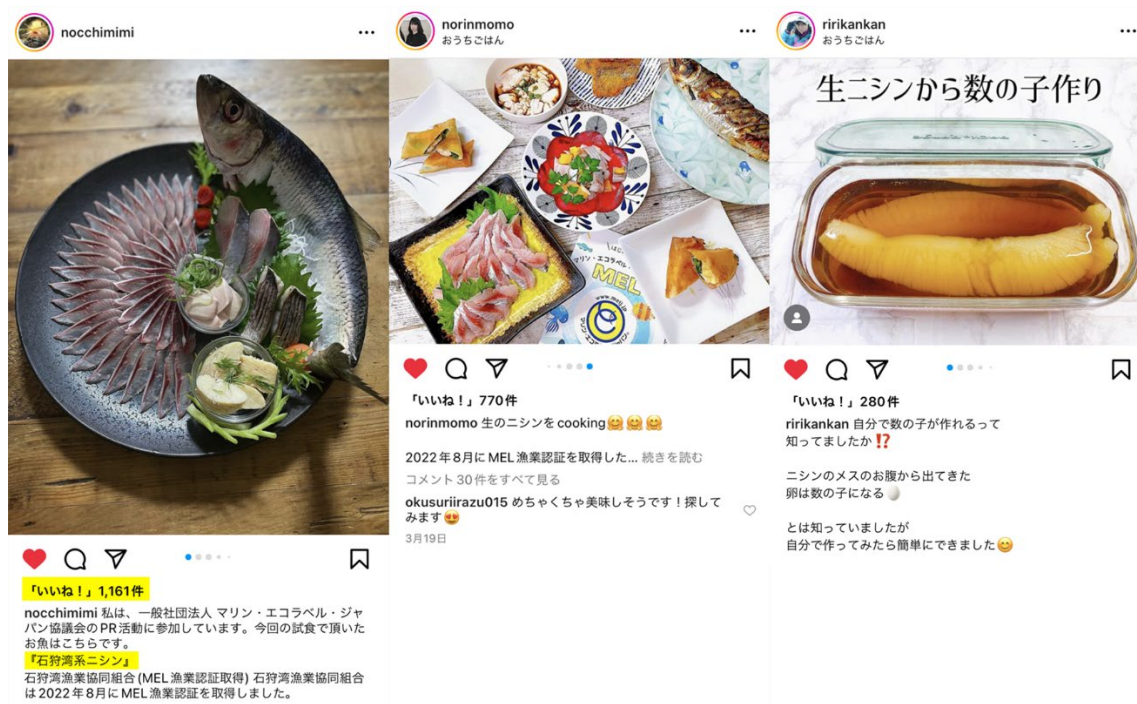 nocchimimi
「いいね！」1,161件
nocchimimi 私は、一般社団法人 マリン・エコラベル・ジャ
パン協議会のPR活動に参加しています。今回の試食で頂いた
お魚はこちらです。
『石狩湾系ニシン』
石狩湾漁業協同組合(MEL漁業認証取得) 石狩湾漁業協同組合
は2022年8月にMEL漁業認証を取得しました。
norinmomo
おうちごはん
マリン・エコラベル
MEL
www.melj.jp
「いいね！」770件
norinmomo 生のニシンをcooking🤗🤗🤗
2022年8月にMEL漁業認証を取得した... 続きを読む
コメント30件をすべて見る
okusuriirazu015 めちゃくちゃ美味しそうです！探して
みます😍
3月19日
ririkankan
おうちごはん
生ニシンから数の子作り
「いいね！」280件
ririkankan 自分で数の子が作れるって
知ってましたか⁉️
ニシンのメスのお腹から出てきた
卵は数の子になる🥚
とは知っていましたが
自分で作ってみたら簡単にできました😊